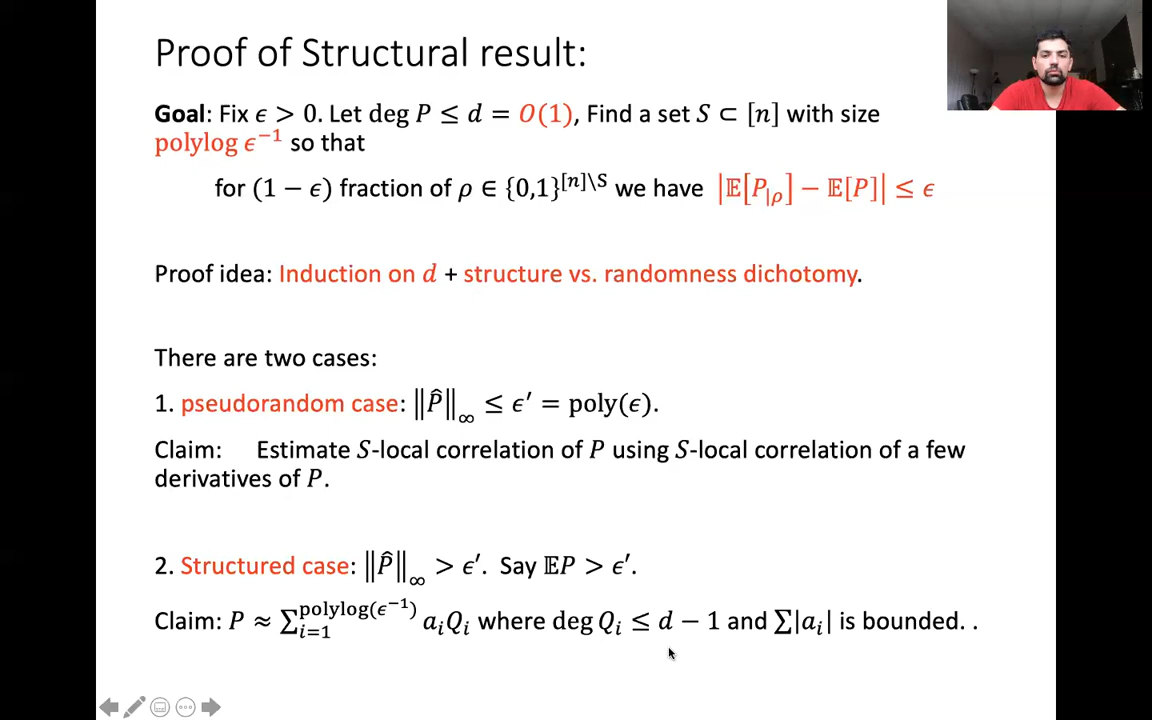 Proof of Structural result:
Goal: Fix ϵ > 0. Let deg P ≤ d = O(1), Find a set S ⊂ [n] with size
polylog ϵ⁻¹ so that
for (1 − ϵ) fraction of ρ ∈ {0,1}^{[n]\S} we have |𝔼[P_{|ρ}] − 𝔼[P]| ≤ ϵ
Proof idea: Induction on d + structure vs. randomness dichotomy.
There are two cases:
1. pseudorandom case: ‖P̂‖_∞ ≤ ϵ′ = poly(ϵ).
Claim: Estimate S-local correlation of P using S-local correlation of a few
derivatives of P.
2. Structured case: ‖P̂‖_∞ > ϵ′. Say 𝔼P > ϵ′.
Claim: P ≈ ∑_{i=1}^{polylog(ϵ⁻¹)} a_i Q_i where deg Q_i ≤ d − 1 and ∑|a_i| is bounded. .